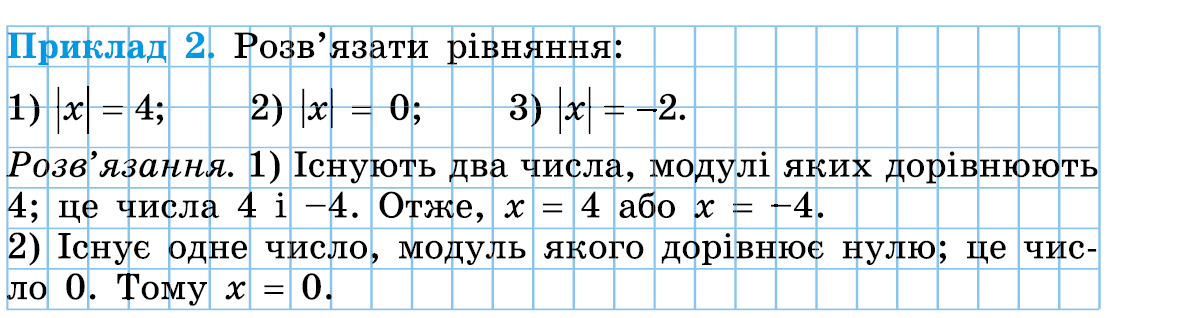 Приклад 2. Розв’язати рівняння:
1) |x| = 4; 2) |x| = 0; 3) |x| = −2.
Розв’язання. 1) Існують два числа, модулі яких дорівнюють
4; це числа 4 і −4. Отже, x = 4 або x = −4.
2) Існує одне число, модуль якого дорівнює нулю; це чис-
ло 0. Тому x = 0.